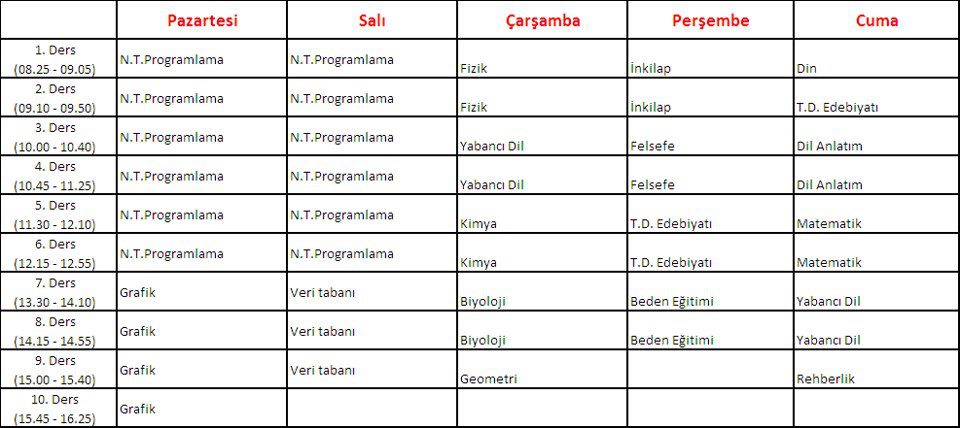 Pazartesi Salı Çarşamba Perşembe Cuma
1. Ders
(08.25 - 09.05) N.T.Programlama N.T.Programlama Fizik İnkilap Din
2. Ders
(09.10 - 09.50) N.T.Programlama N.T.Programlama Fizik İnkilap T.D. Edebiyatı
3. Ders
(10.00 - 10.40) N.T.Programlama N.T.Programlama Yabancı Dil Felsefe Dil Anlatım
4. Ders
(10.45 - 11.25) N.T.Programlama N.T.Programlama Yabancı Dil Felsefe Dil Anlatım
5. Ders
(11.30 - 12.10) N.T.Programlama N.T.Programlama Kimya T.D. Edebiyatı Matematik
6. Ders
(12.15 - 12.55) N.T.Programlama N.T.Programlama Kimya T.D. Edebiyatı Matematik
7. Ders
(13.30 - 14.10) Grafik Veri tabanı Biyoloji Beden Eğitimi Yabancı Dil
8. Ders
(14.15 - 14.55) Grafik Veri tabanı Biyoloji Beden Eğitimi Yabancı Dil
9. Ders
(15.00 - 15.40) Grafik Veri tabanı Geometri Rehberlik
10. Ders
(15.45 - 16.25) Grafik